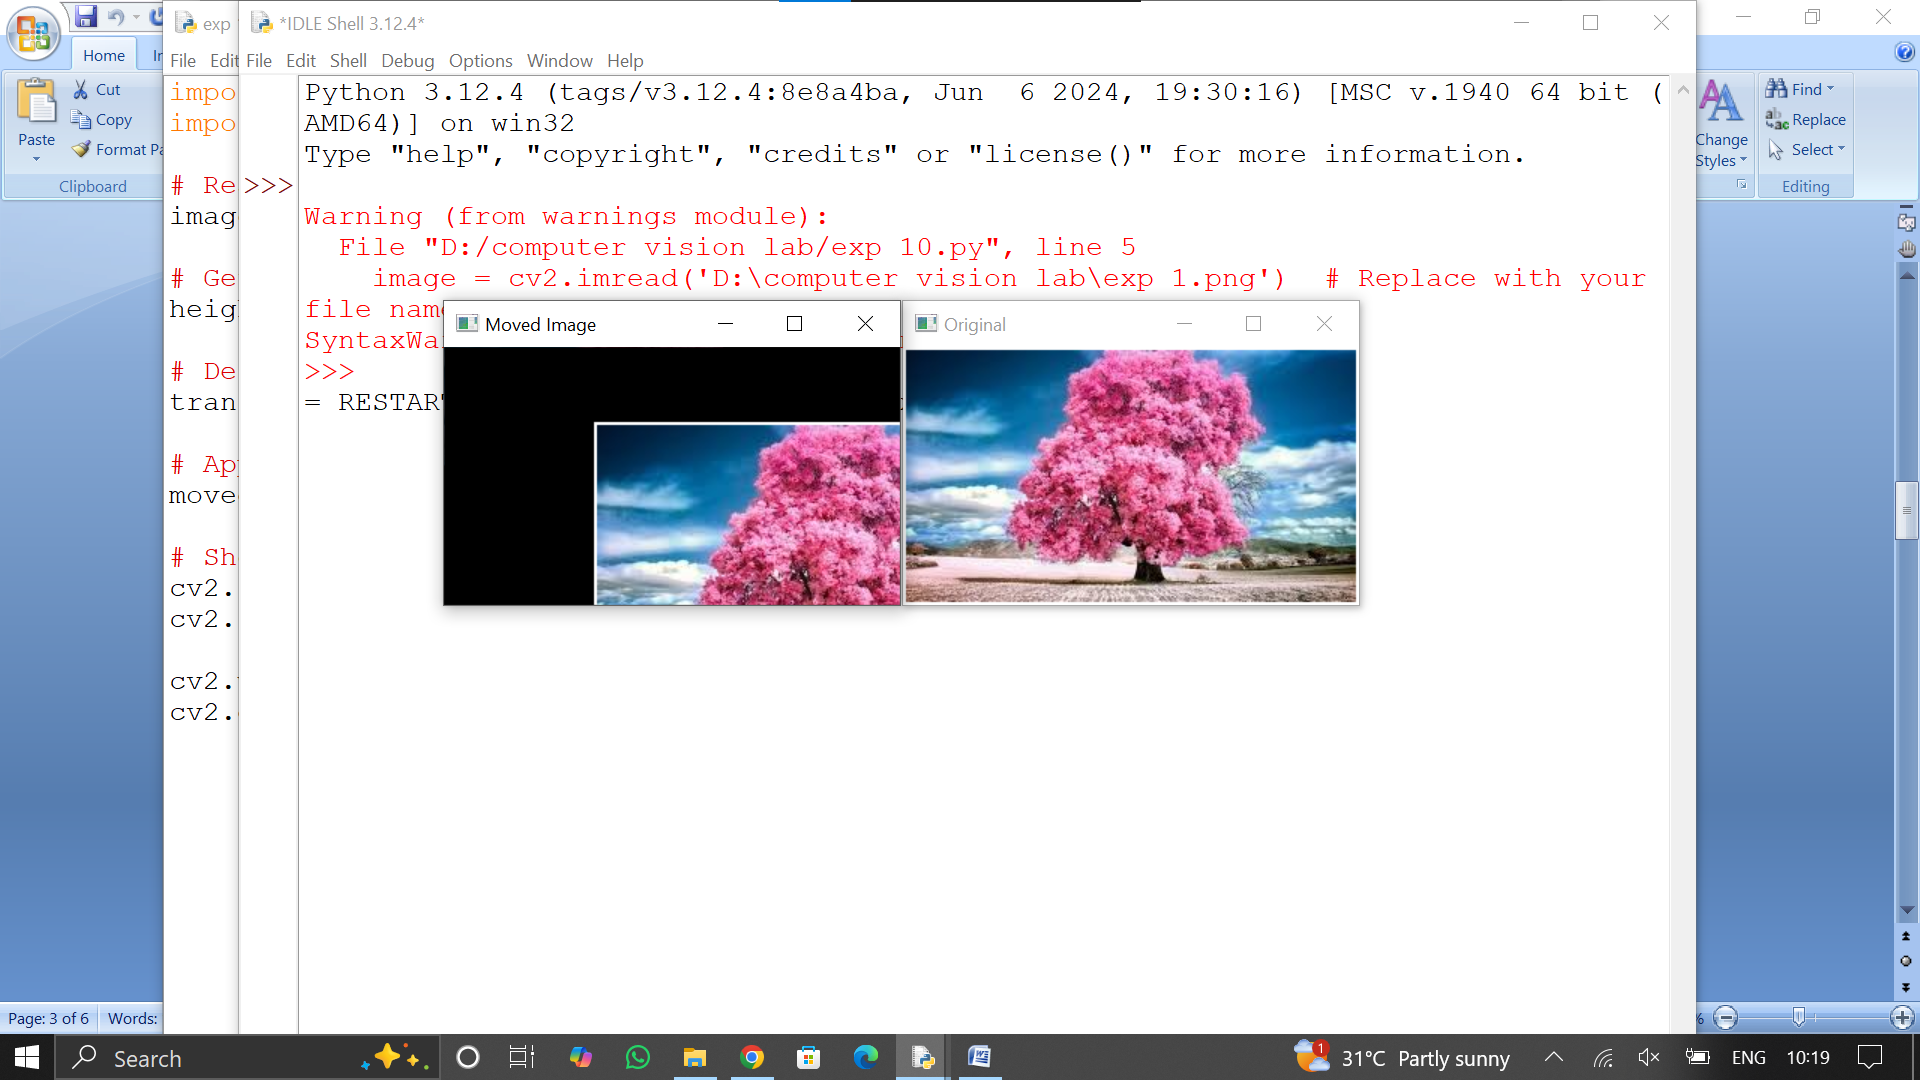 exp
*IDLE Shell 3.12.4*
Home
File Edit
File Edit Shell Debug Options Window Help
Cut
Copy
Format Pa
Paste
Clipboard
Find
Replace
Select
Change
Styles
Editing
impo
impo
# Re
imag
# Ge
heigh
# De
tran
# Ap
move
# Sh
cv2.
cv2.
cv2.
cv2.
Python 3.12.4 (tags/v3.12.4:8e8a4ba, Jun 6 2024, 19:30:16) [MSC v.1940 64 bit (
AMD64)] on win32
Type "help", "copyright", "credits" or "license()" for more information.
>>>
Warning (from warnings module):
File "D:/computer vision lab/exp 10.py", line 5
image = cv2.imread('D:\computer vision lab\exp 1.png') # Replace with your
file name
SyntaxWa
>>>
= RESTART
Moved Image
Original
Page: 3 of 6 Words:
Search
1
31°C Partly sunny
ENG
10:19